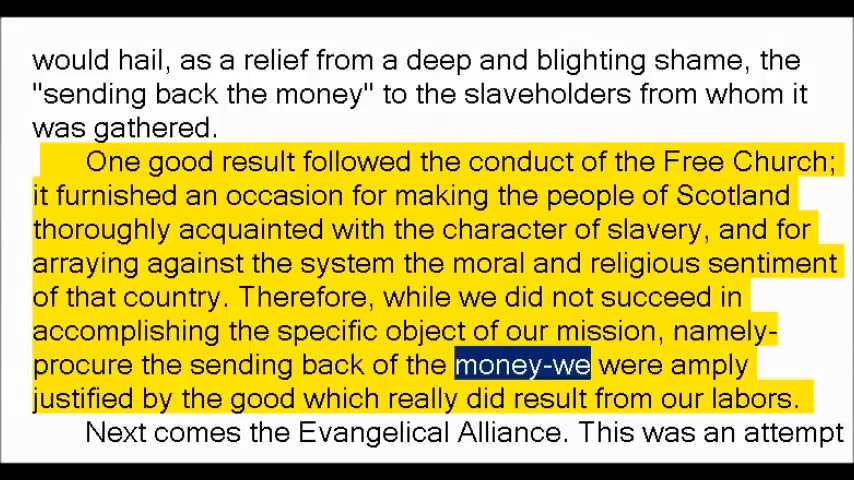 would hail, as a relief from a deep and blighting shame, the
"sending back the money" to the slaveholders from whom it
was gathered.
One good result followed the conduct of the Free Church;
it furnished an occasion for making the people of Scotland
thoroughly acquainted with the character of slavery, and for
arraying against the system the moral and religious sentiment
of that country. Therefore, while we did not succeed in
accomplishing the specific object of our mission, namely-
procure the sending back of the money-we were amply
justified by the good which really did result from our labors.
Next comes the Evangelical Alliance. This was an attempt